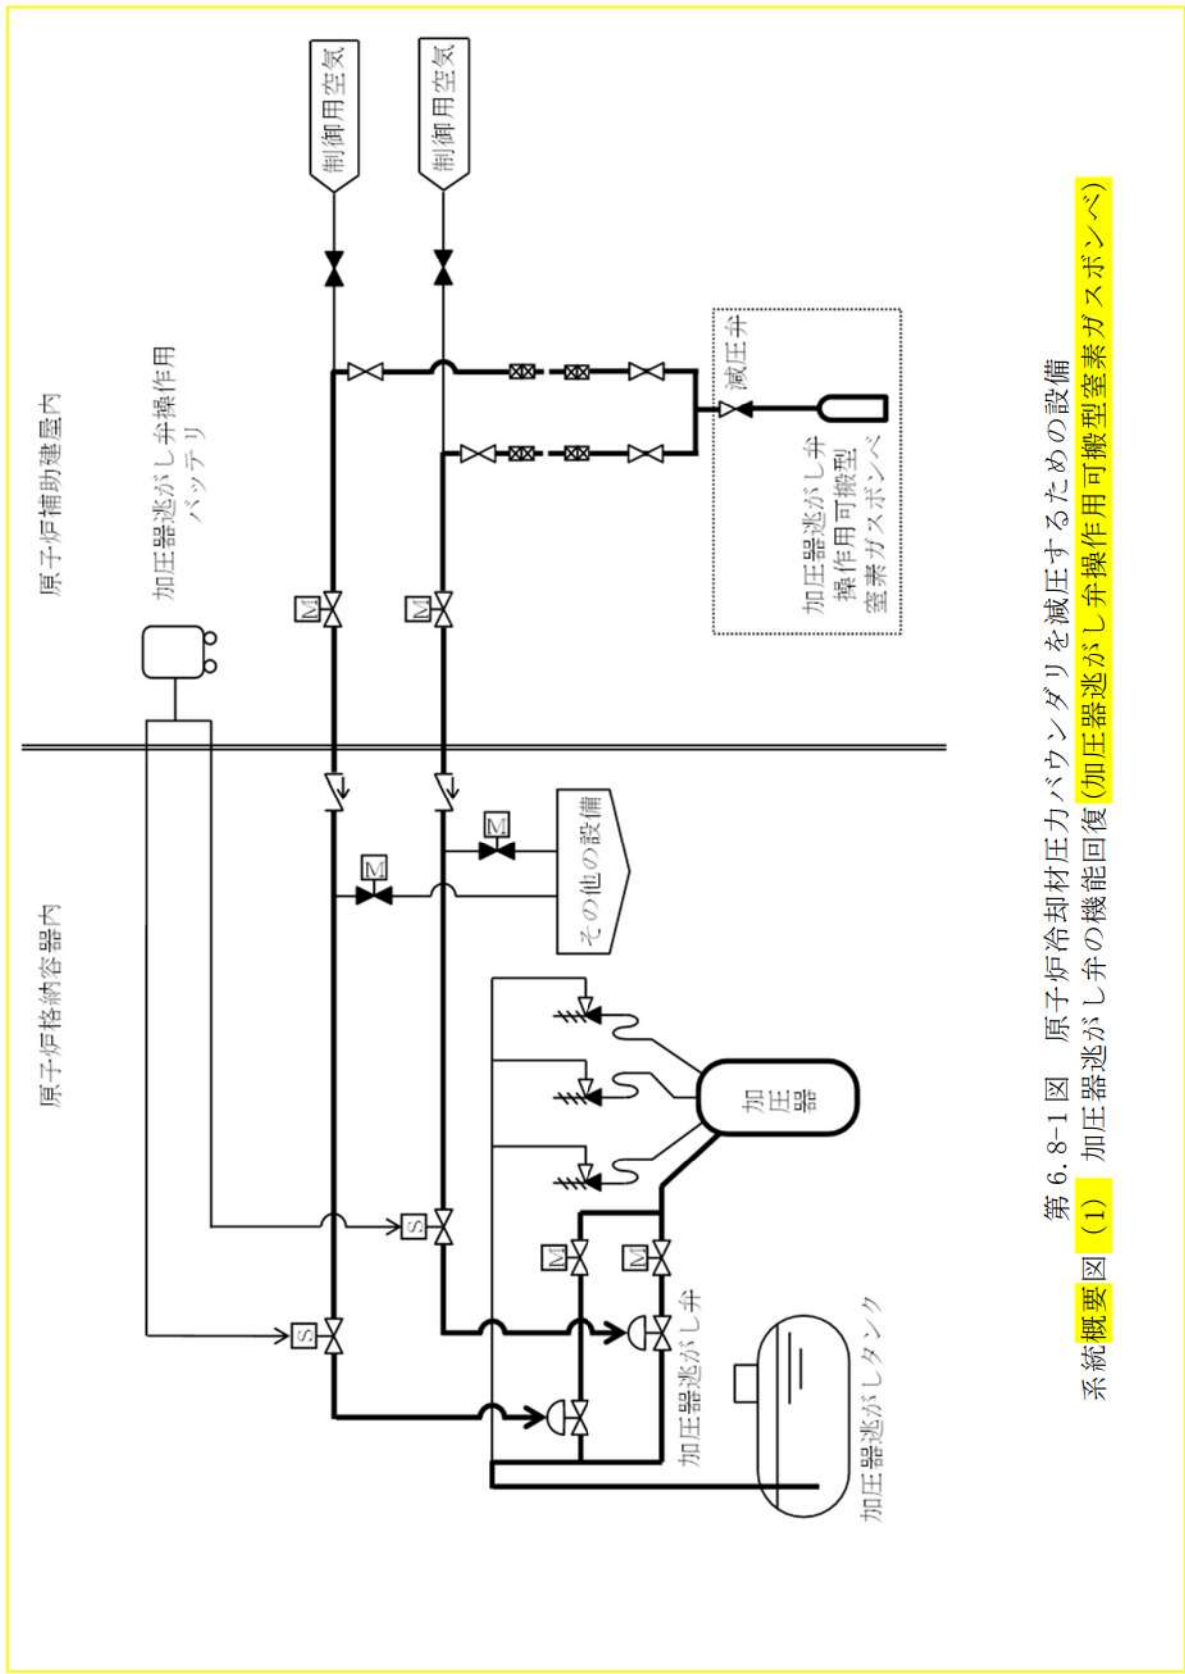 原子炉格納容器内
原子炉補助建屋内
加圧器逃がし弁操作用
バッテリ
制御用空気
制御用空気
S
S
M
M
M
M
その他の設備
M
M
加圧器逃がし弁
加圧器逃がしタンク
加
圧
器
減圧弁
加圧器逃がし弁
操作用可搬型
窒素ガスボンベ
第6.8-1図 原子炉冷却材圧力バウンダリを減圧するための設備
系統概要図(1) 加圧器逃がし弁の機能回復(加圧器逃がし弁操作用可搬型窒素ガスボンベ)